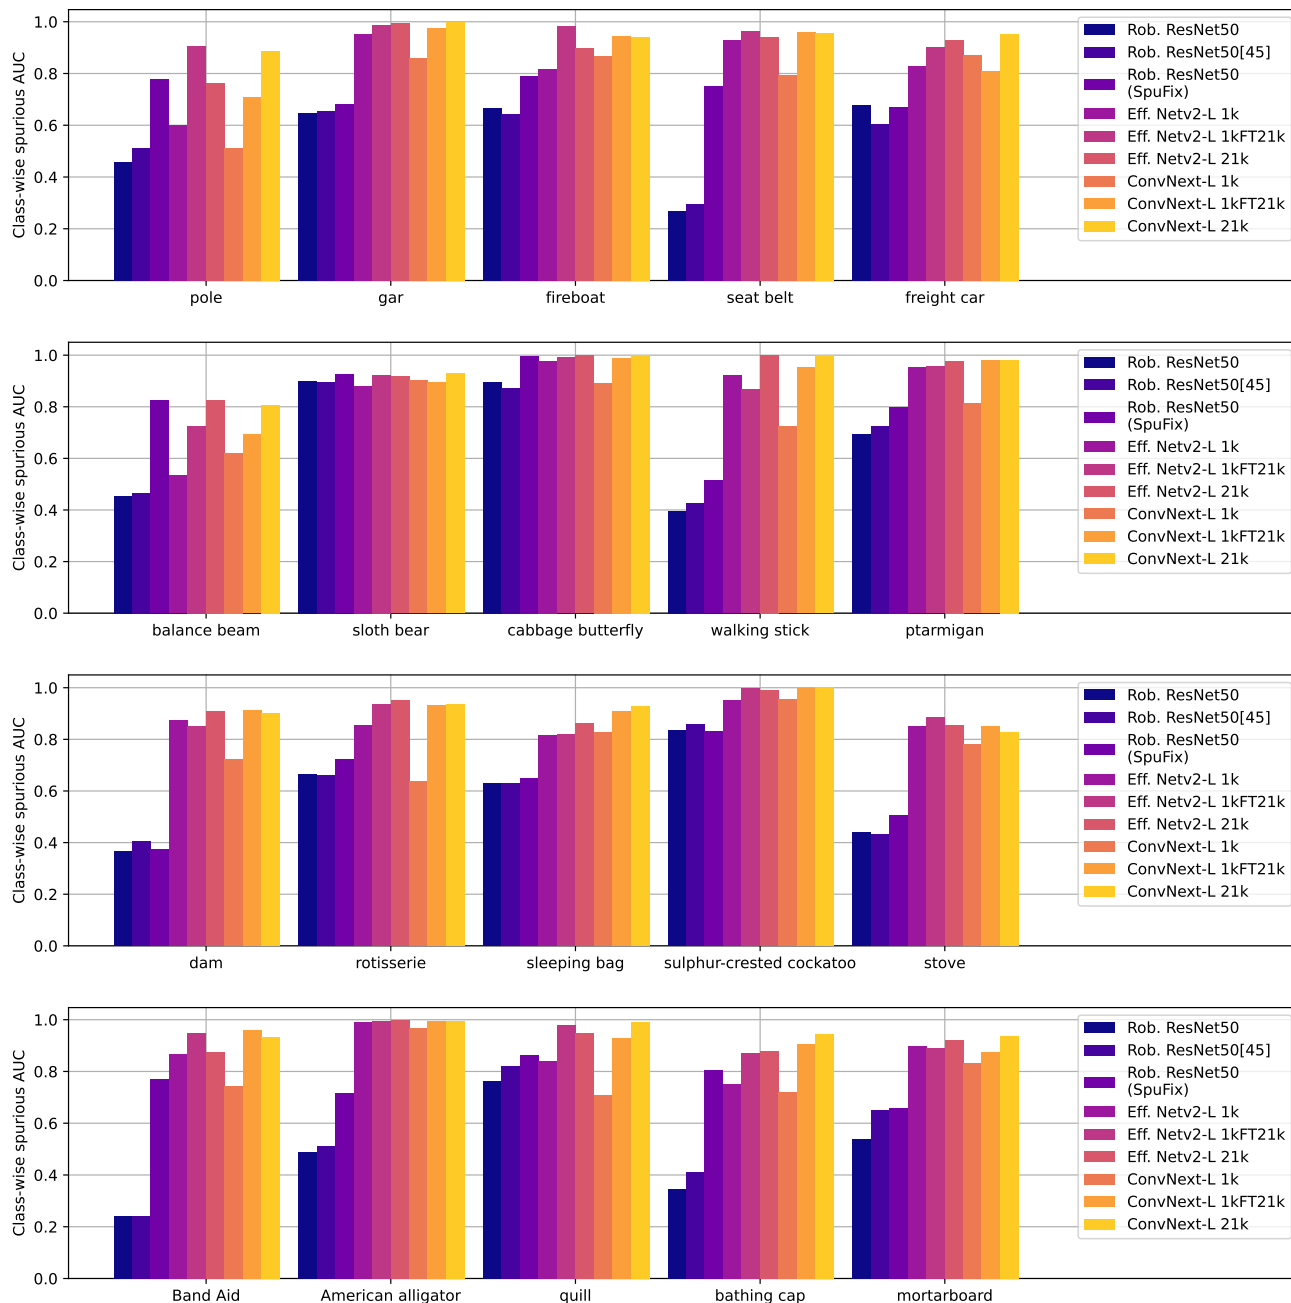 Class-wise spurious AUC
1.0
0.8
0.6
0.4
0.2
0.0
pole gar fireboat seat belt freight car
Rob. ResNet50
Rob. ResNet50[45]
Rob. ResNet50
(SpuFix)
Eff. Netv2-L 1k
Eff. Netv2-L 1kFT21k
Eff. Netv2-L 21k
ConvNext-L 1k
ConvNext-L 1kFT21k
ConvNext-L 21k
Class-wise spurious AUC
1.0
0.8
0.6
0.4
0.2
0.0
balance beam sloth bear cabbage butterfly walking stick ptarmigan
Rob. ResNet50
Rob. ResNet50[45]
Rob. ResNet50
(SpuFix)
Eff. Netv2-L 1k
Eff. Netv2-L 1kFT21k
Eff. Netv2-L 21k
ConvNext-L 1k
ConvNext-L 1kFT21k
ConvNext-L 21k
Class-wise spurious AUC
1.0
0.8
0.6
0.4
0.2
0.0
dam rotisserie sleeping bag sulphur-crested cockatoo stove
Rob. ResNet50
Rob. ResNet50[45]
Rob. ResNet50
(SpuFix)
Eff. Netv2-L 1k
Eff. Netv2-L 1kFT21k
Eff. Netv2-L 21k
ConvNext-L 1k
ConvNext-L 1kFT21k
ConvNext-L 21k
Class-wise spurious AUC
1.0
0.8
0.6
0.4
0.2
0.0
Band Aid American alligator quill bathing cap mortarboard
Rob. ResNet50
Rob. ResNet50[45]
Rob. ResNet50
(SpuFix)
Eff. Netv2-L 1k
Eff. Netv2-L 1kFT21k
Eff. Netv2-L 21k
ConvNext-L 1k
ConvNext-L 1kFT21k
ConvNext-L 21k